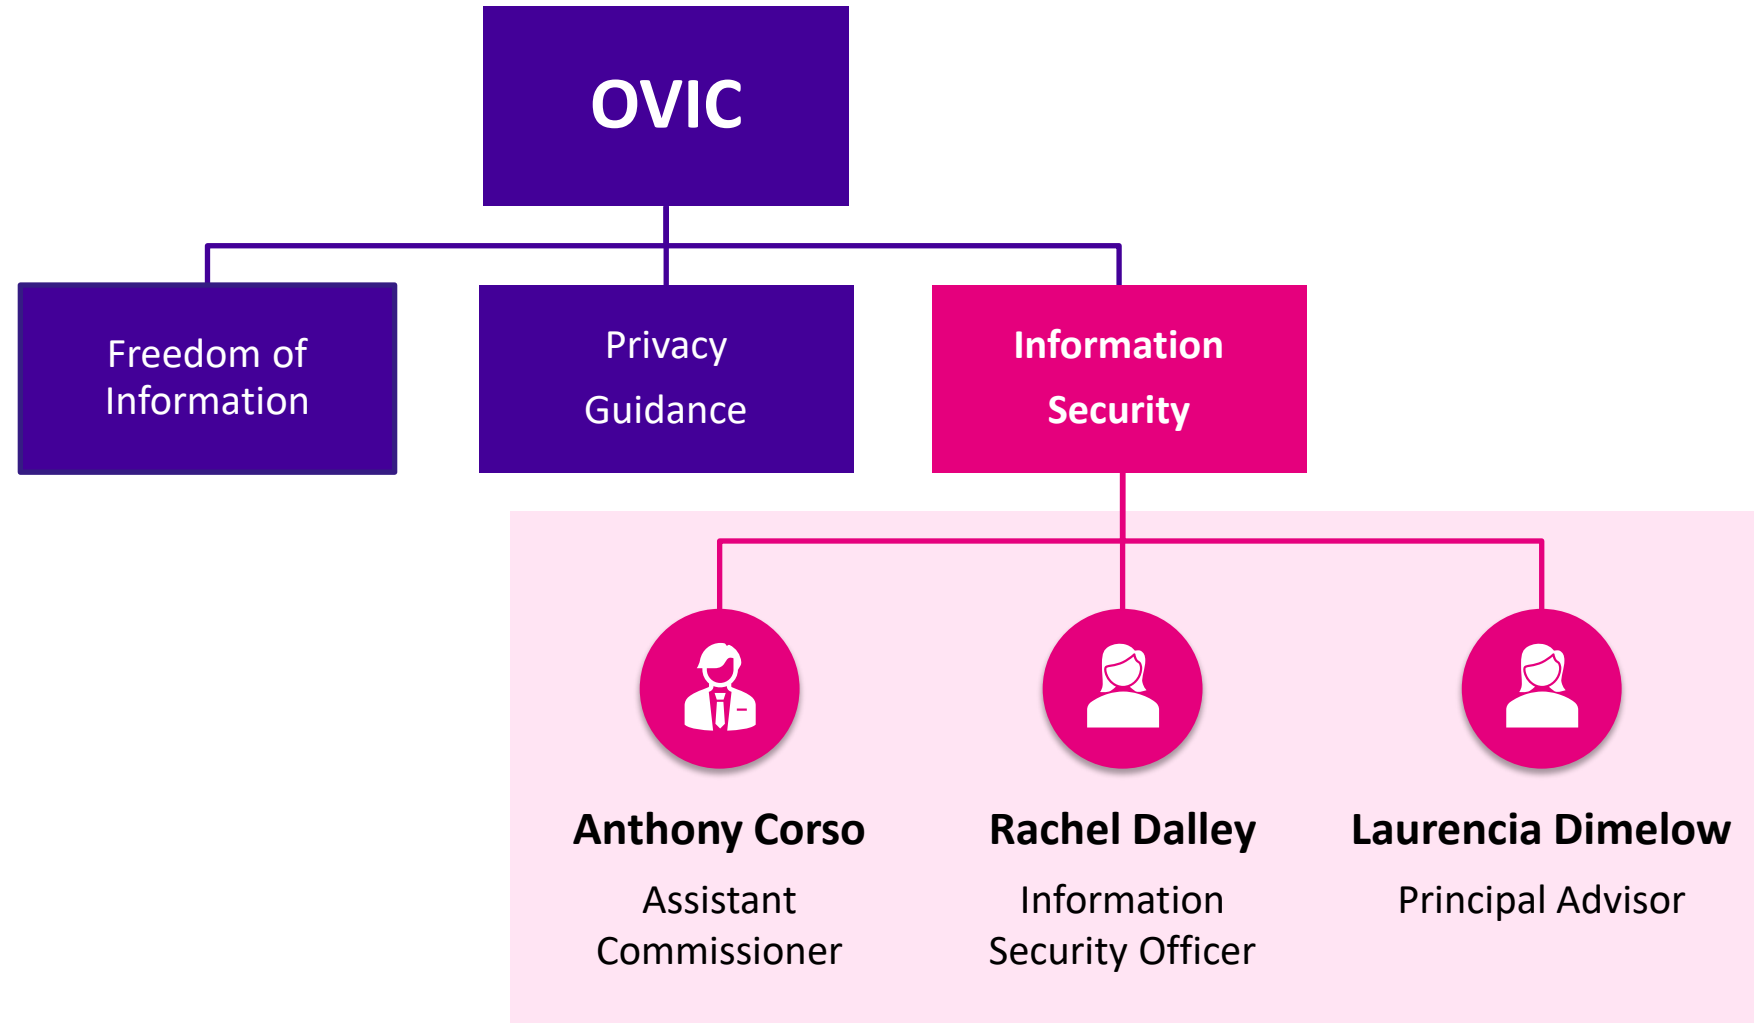 OVIC
Freedom of
Information
Privacy
Guidance
Information
Security
Anthony Corso
Assistant
Commissioner
Rachel Dalley
Information
Security Officer
Laurencia Dimelow
Principal Advisor